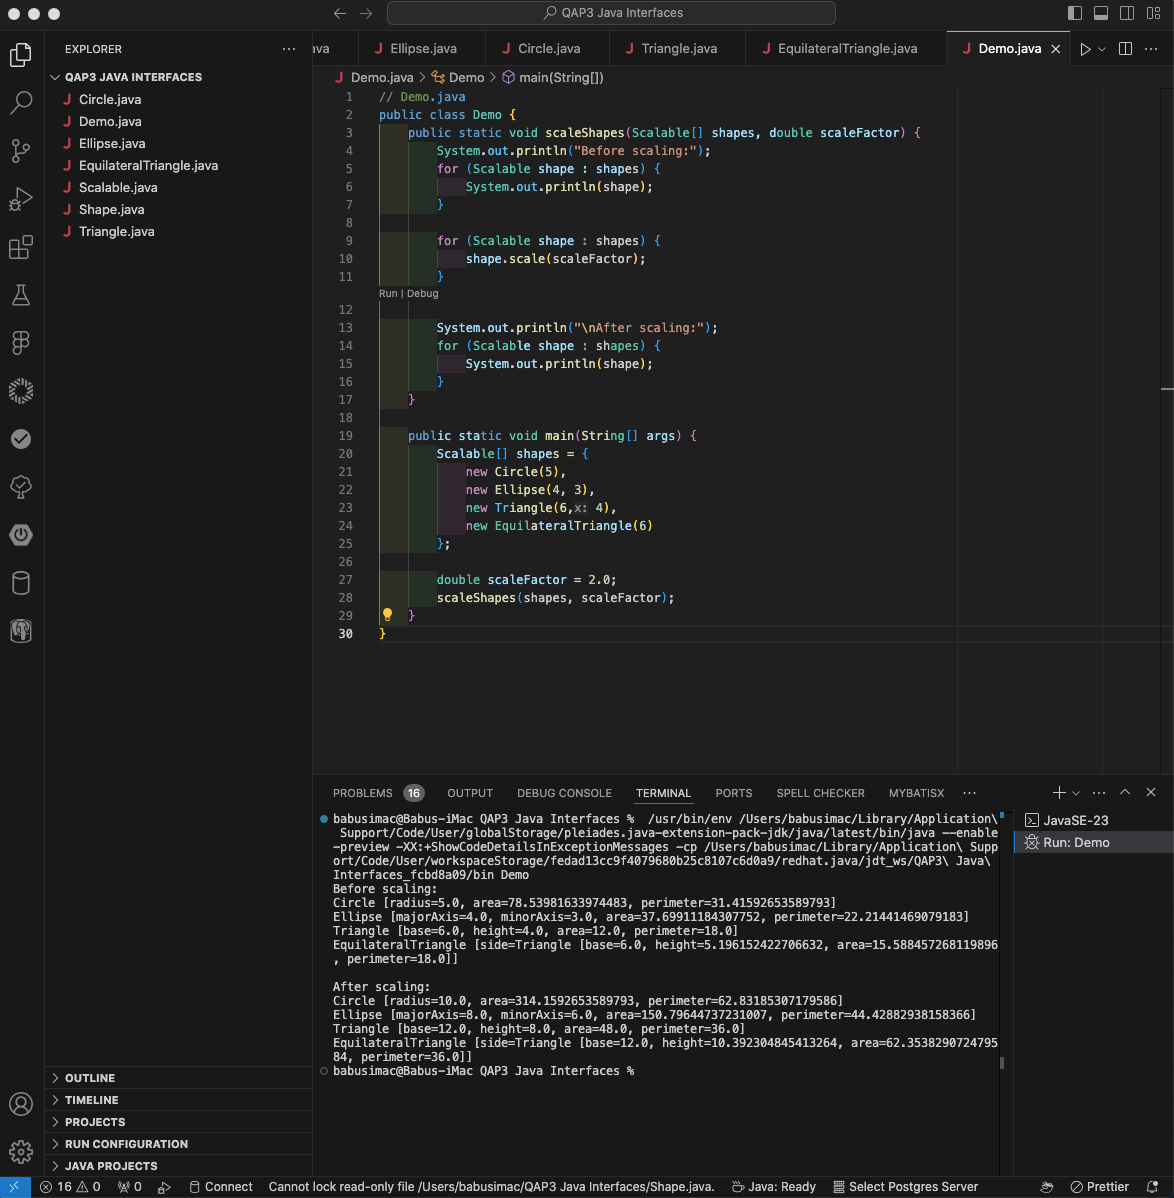 QAP3 Java Interfaces
EXPLORER
QAP3 JAVA INTERFACES
J Circle.java
J Demo.java
J Ellipse.java
J EquilateralTriangle.java
J Scalable.java
J Shape.java
J Triangle.java
OUTLINE
TIMELINE
PROJECTS
RUN CONFIGURATION
JAVA PROJECTS
va J Ellipse.java J Circle.java J Triangle.java J EquilateralTriangle.java J Demo.java
J Demo.java > Demo > main(String[])
1 // Demo.java
2 public class Demo {
3 public static void scaleShapes(Scalable[] shapes, double scaleFactor) {
4 System.out.println("Before scaling:");
5 for (Scalable shape : shapes) {
6 System.out.println(shape);
7 }
8
9 for (Scalable shape : shapes) {
10 shape.scale(scaleFactor);
11 }
Run | Debug
12
13 System.out.println("\nAfter scaling:");
14 for (Scalable shape : shapes) {
15 System.out.println(shape);
16 }
17 }
18
19 public static void main(String[] args) {
20 Scalable[] shapes = {
21 new Circle(5),
22 new Ellipse(4, 3),
23 new Triangle(6,x: 4),
24 new EquilateralTriangle(6)
25 };
26
27 double scaleFactor = 2.0;
28 scaleShapes(shapes, scaleFactor);
29 }
30 }
PROBLEMS 16 OUTPUT DEBUG CONSOLE TERMINAL PORTS SPELL CHECKER MYBATISX
babusimac@Babus-iMac QAP3 Java Interfaces % /usr/bin/env /Users/babusimac/Library/Application\
Support/Code/User/globalStorage/pleiades.java-extension-pack-jdk/java/latest/bin/java --enable
-preview -XX:+ShowCodeDetailsInExceptionMessages -cp /Users/babusimac/Library/Application\ Supp
ort/Code/User/workspaceStorage/fedad13cc9f4079680b25c8107c6d0a9/redhat.java/jdt_ws/QAP3\ Java\
Interfaces_fcbd8a09/bin Demo
Before scaling:
Circle [radius=5.0, area=78.53981633974483, perimeter=31.41592653589793]
Ellipse [majorAxis=4.0, minorAxis=3.0, area=37.69911184307752, perimeter=22.21441469079183]
Triangle [base=6.0, height=4.0, area=12.0, perimeter=18.0]
EquilateralTriangle [side=Triangle [base=6.0, height=5.196152422706632, area=15.588457268119896
, perimeter=18.0]]
After scaling:
Circle [radius=10.0, area=314.1592653589793, perimeter=62.83185307179586]
Ellipse [majorAxis=8.0, minorAxis=6.0, area=150.79644737231007, perimeter=44.42882938158366]
Triangle [base=12.0, height=8.0, area=48.0, perimeter=36.0]
EquilateralTriangle [side=Triangle [base=12.0, height=10.392304845413264, area=62.3538290724795
84, perimeter=36.0]]
babusimac@Babus-iMac QAP3 Java Interfaces %
JavaSE-23
Run: Demo
16 0 0 Connect Cannot lock read-only file /Users/babusimac/QAP3 Java Interfaces/Shape.java. Java: Ready Select Postgres Server Prettier